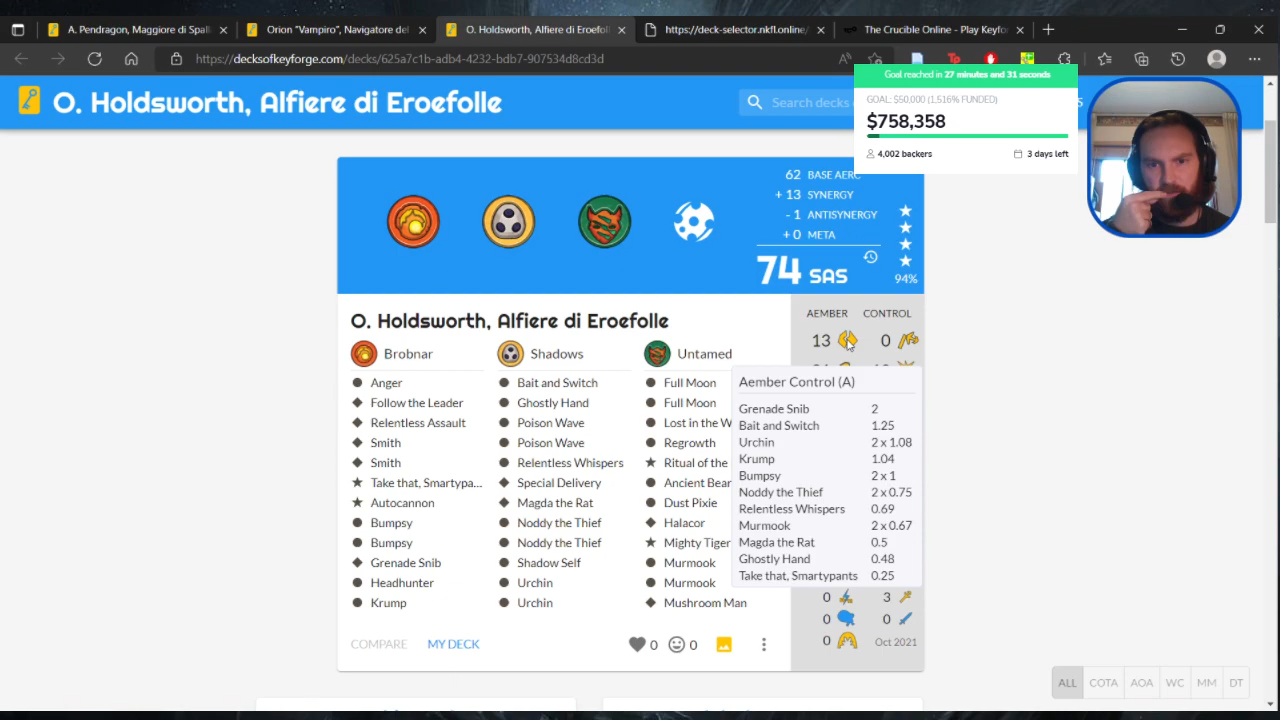 A. Pendragon, Maggiore di Spall
Orion "Vampiro", Navigatore del
O. Holdsworth, Alfiere di Eroefoll
https://deck-selector.nkfl.online/
The Crucible Online - Play Keyfor
https://decksofkeyforge.com/decks/625a7c1b-adb4-4232-bdb7-907534d8cd3d
Goal reached in 27 minutes and 31 seconds
GOAL: $50,000 (1,516% FUNDED)
$758,358
4,002 backers
3 days left
O. Holdsworth, Alfiere di Eroefolle
Search decks
S
62 BASE AERC
+ 13 SYNERGY
- 1 ANTISYNERGY
+ 0 META
74 SAS
94%
O. Holdsworth, Alfiere di Eroefolle
Brobnar
Anger
Follow the Leader
Relentless Assault
Smith
Smith
Take that, Smartypa...
Autocannon
Bumpsy
Bumpsy
Grenade Snib
Headhunter
Krump
Shadows
Bait and Switch
Ghostly Hand
Poison Wave
Poison Wave
Relentless Whispers
Special Delivery
Magda the Rat
Noddy the Thief
Noddy the Thief
Shadow Self
Urchin
Urchin
Untamed
Full Moon
Full Moon
Lost in the W
Regrowth
Ritual of the
Ancient Bear
Dust Pixie
Halacor
Mighty Tiger
Murmook
Murmook
Mushroom Man
AEMBER CONTROL
13 0
Aember Control (A)
Grenade Snib 2
Bait and Switch 1.25
Urchin 2 x 1.08
Krump 1.04
Bumpsy 2 x 1
Noddy the Thief 2 x 0.75
Relentless Whispers 0.69
Murmook 2 x 0.67
Magda the Rat 0.5
Ghostly Hand 0.48
Take that, Smartypants 0.25
0 3
0 0
0 Oct 2021
COMPARE MY DECK 0 0
ALL COTA AOA WC MM DT